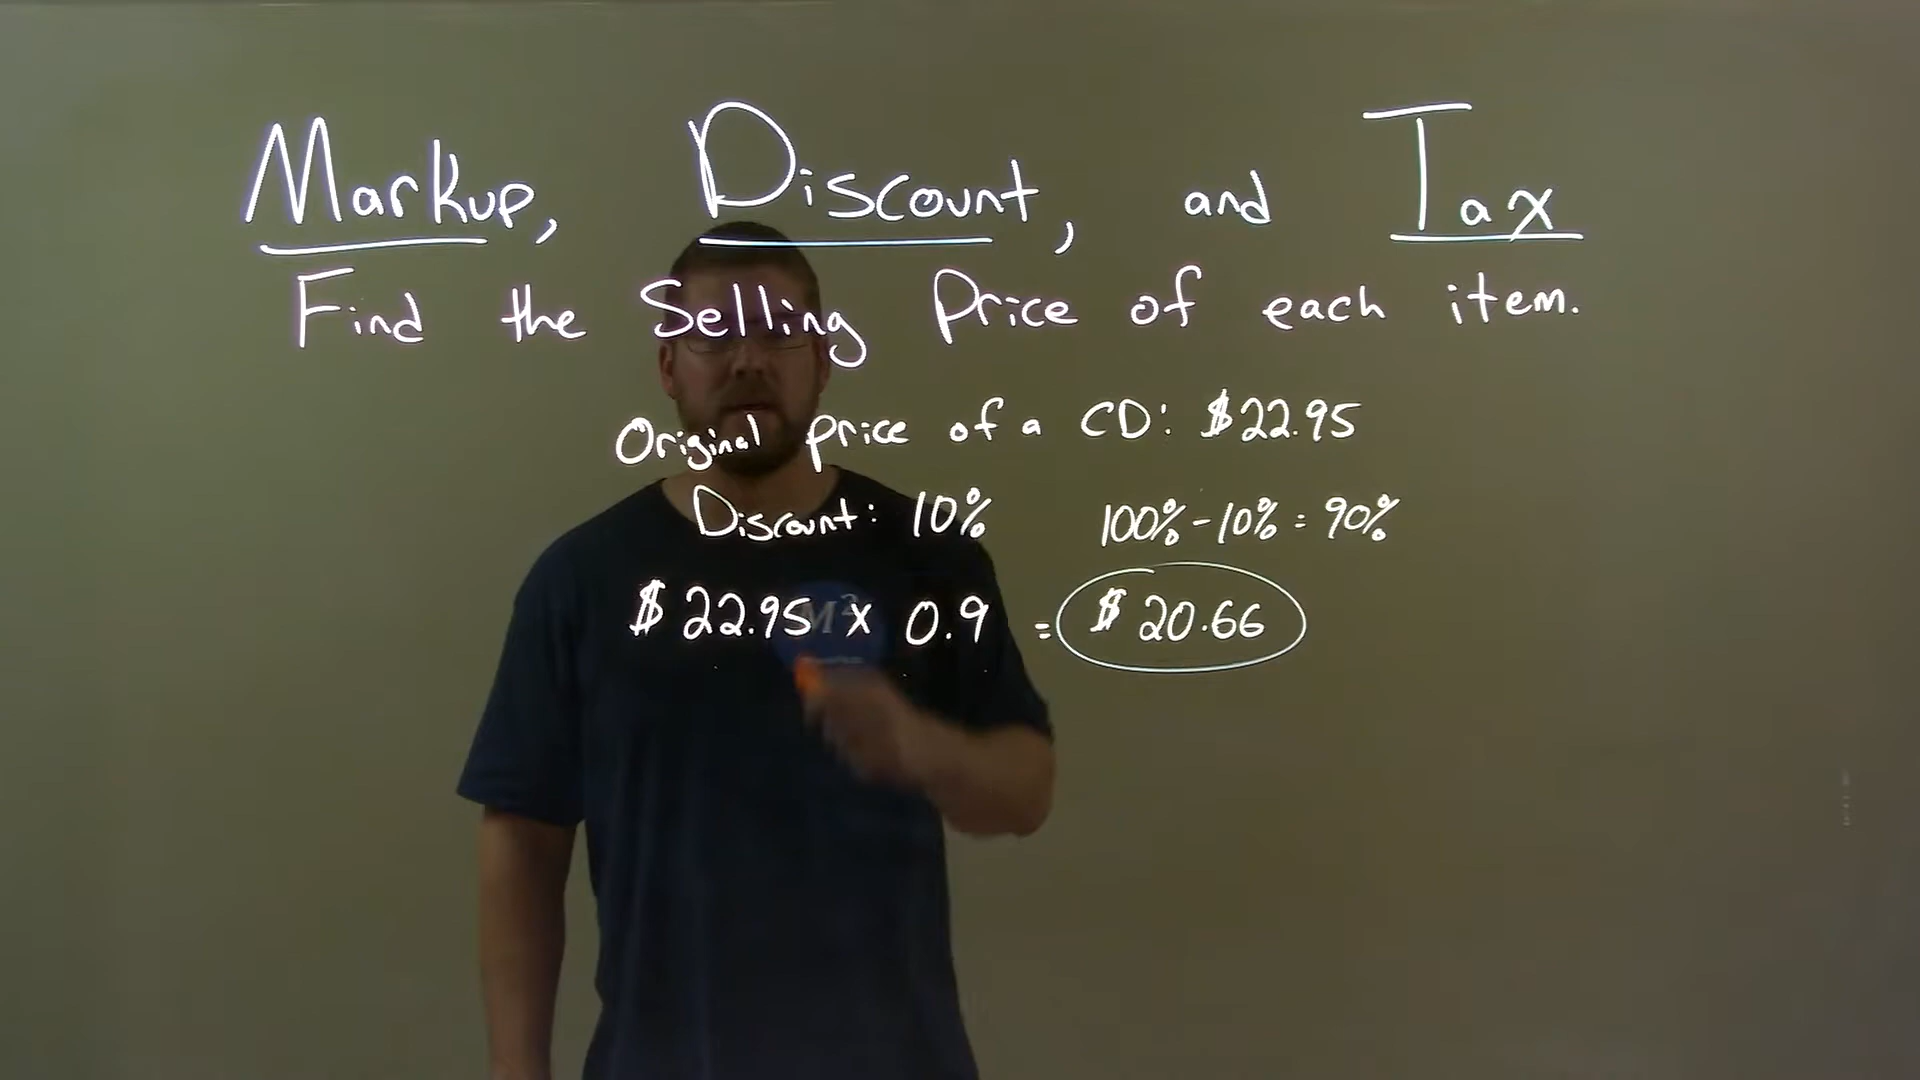 Markup, Discount, and Tax
Find the Selling Price of each item.
Original price of a CD: $22.95
Discount: 10% 100% - 10% = 90%
$22.95 x 0.9 = $20.66
M²